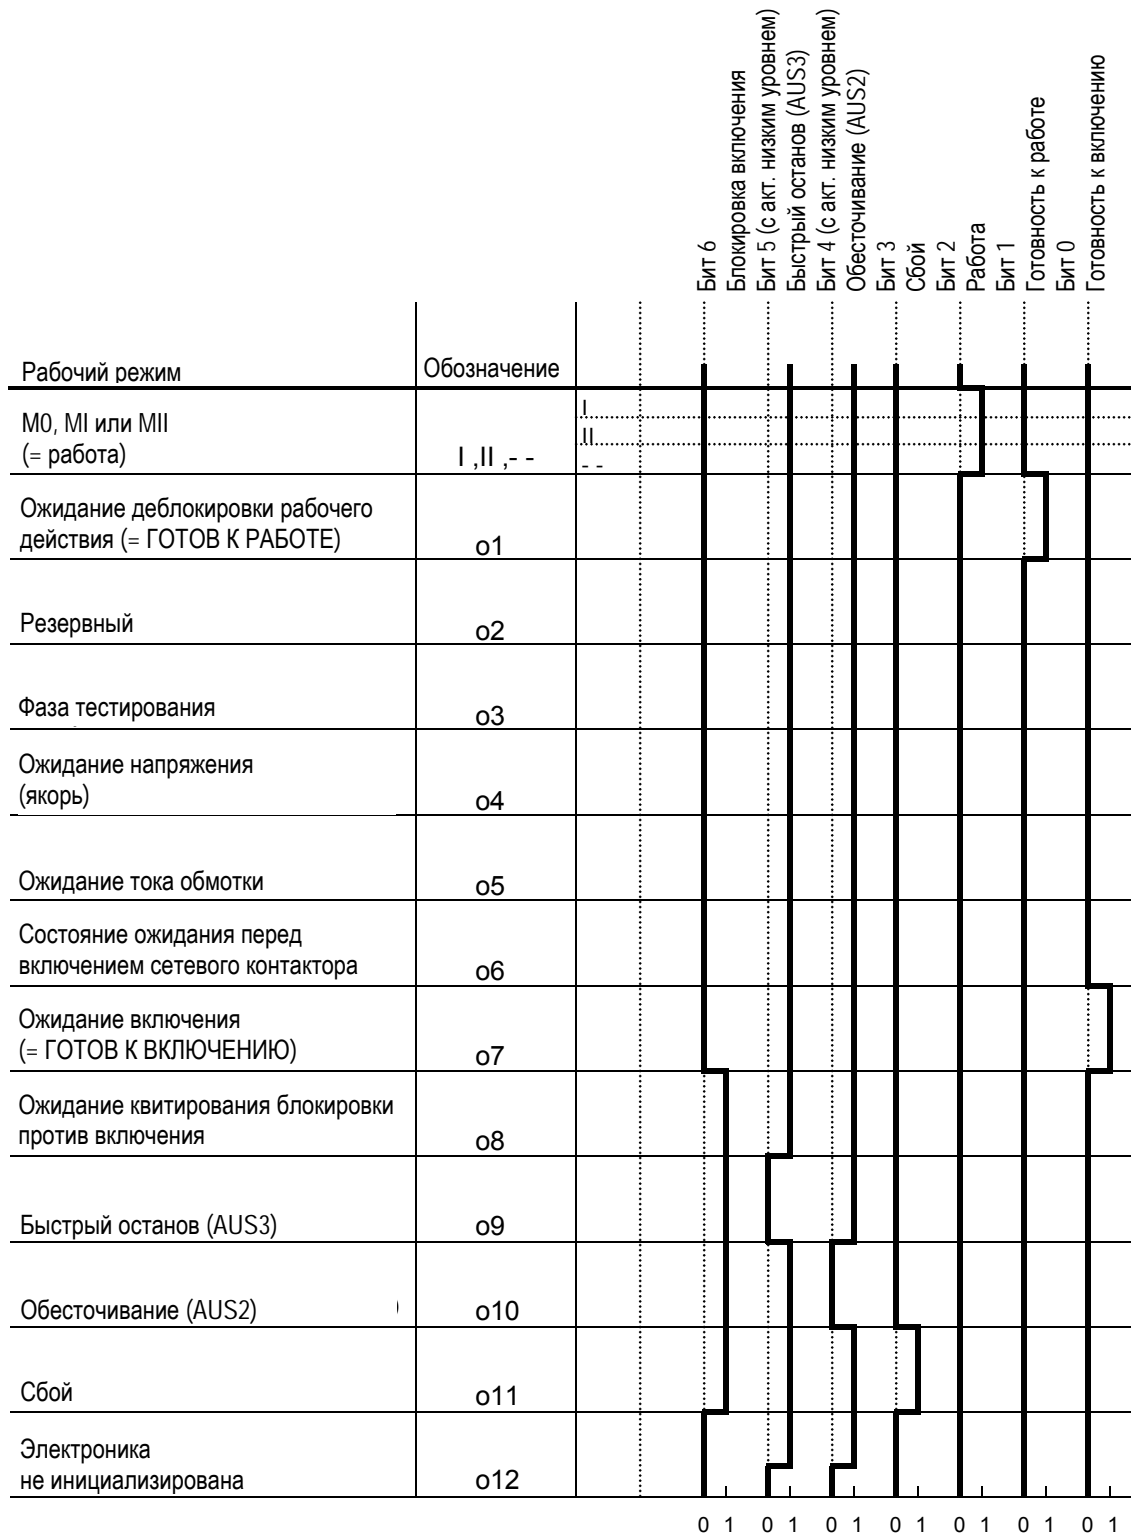 Бит 6
Блокировка включения
Бит 5 (с акт. низким уровнем)
Быстрый останов (AUS3)
Бит 4 (с акт. низким уровнем)
Обесточивание (AUS2)
Бит 3
Сбой
Бит 2
Работа
Бит 1
Готовность к работе
Бит 0
Готовность к включению
Рабочий режим
Обозначение
M0, MI или MII
(= работа)
I ,II ,- -
I
II
- -
Ожидание деблокировки рабочего
действия (= ГОТОВ К РАБОТЕ)
o1
Резервный
o2
Фаза тестирования
o3
Ожидание напряжения
(якорь)
o4
Ожидание тока обмотки
o5
Состояние ожидания перед
включением сетевого контактора
o6
Ожидание включения
(= ГОТОВ К ВКЛЮЧЕНИЮ)
o7
Ожидание квитирования блокировки
против включения
o8
Быстрый останов (AUS3)
o9
Обесточивание (AUS2)
o10
Сбой
o11
Электроника
не инициализирована
o12
0 1 0 1 0 1 0 1 0 1 0 1 0 1